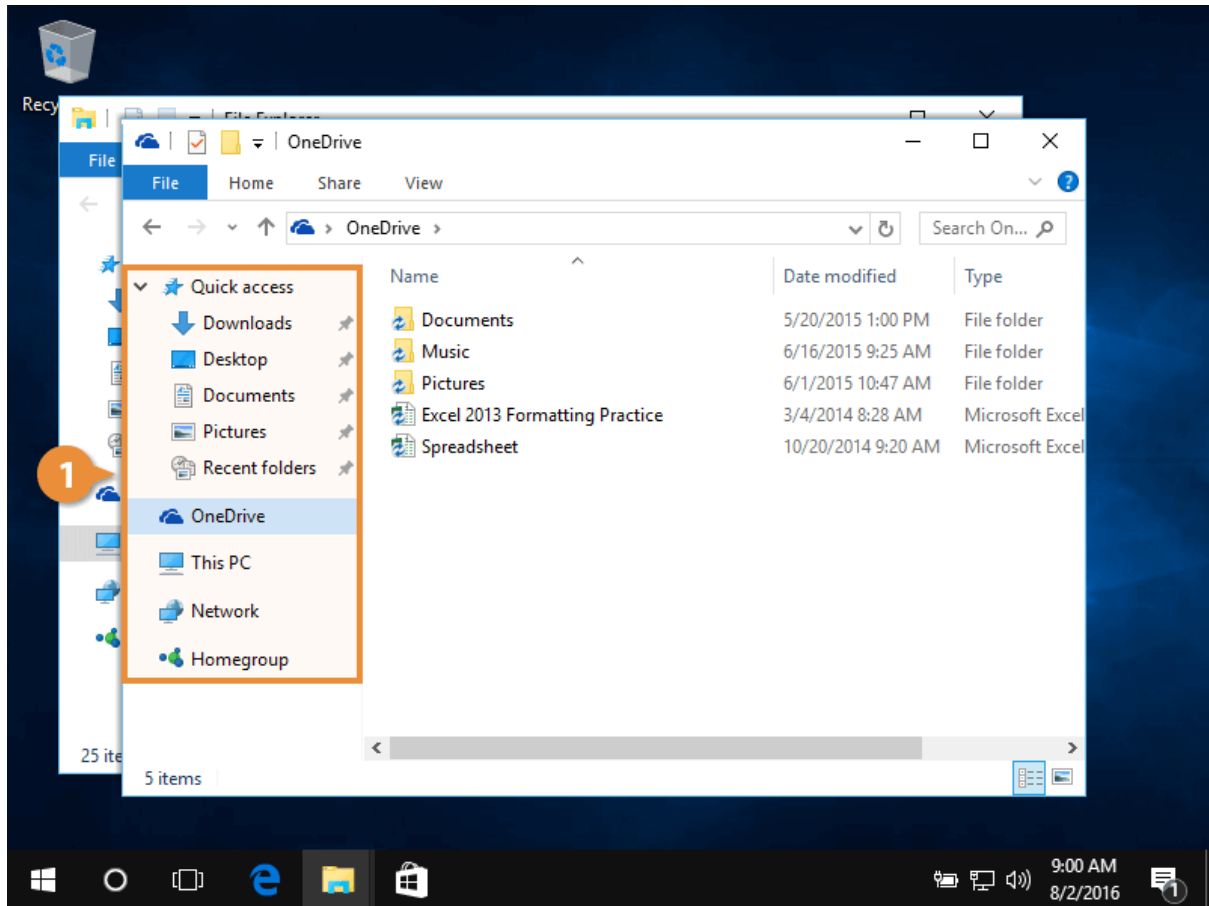 Recy
File Explorer
File
OneDrive
File Home Share View
OneDrive
Search On...
Quick access
Downloads
Desktop
Documents
Pictures
Recent folders
OneDrive
This PC
Network
Homegroup
1
Name Date modified Type
Documents 5/20/2015 1:00 PM File folder
Music 6/16/2015 9:25 AM File folder
Pictures 6/1/2015 10:47 AM File folder
Excel 2013 Formatting Practice 3/4/2014 8:28 AM Microsoft Excel
Spreadsheet 10/20/2014 9:20 AM Microsoft Excel
25 ite
5 items
9:00 AM
8/2/2016
1